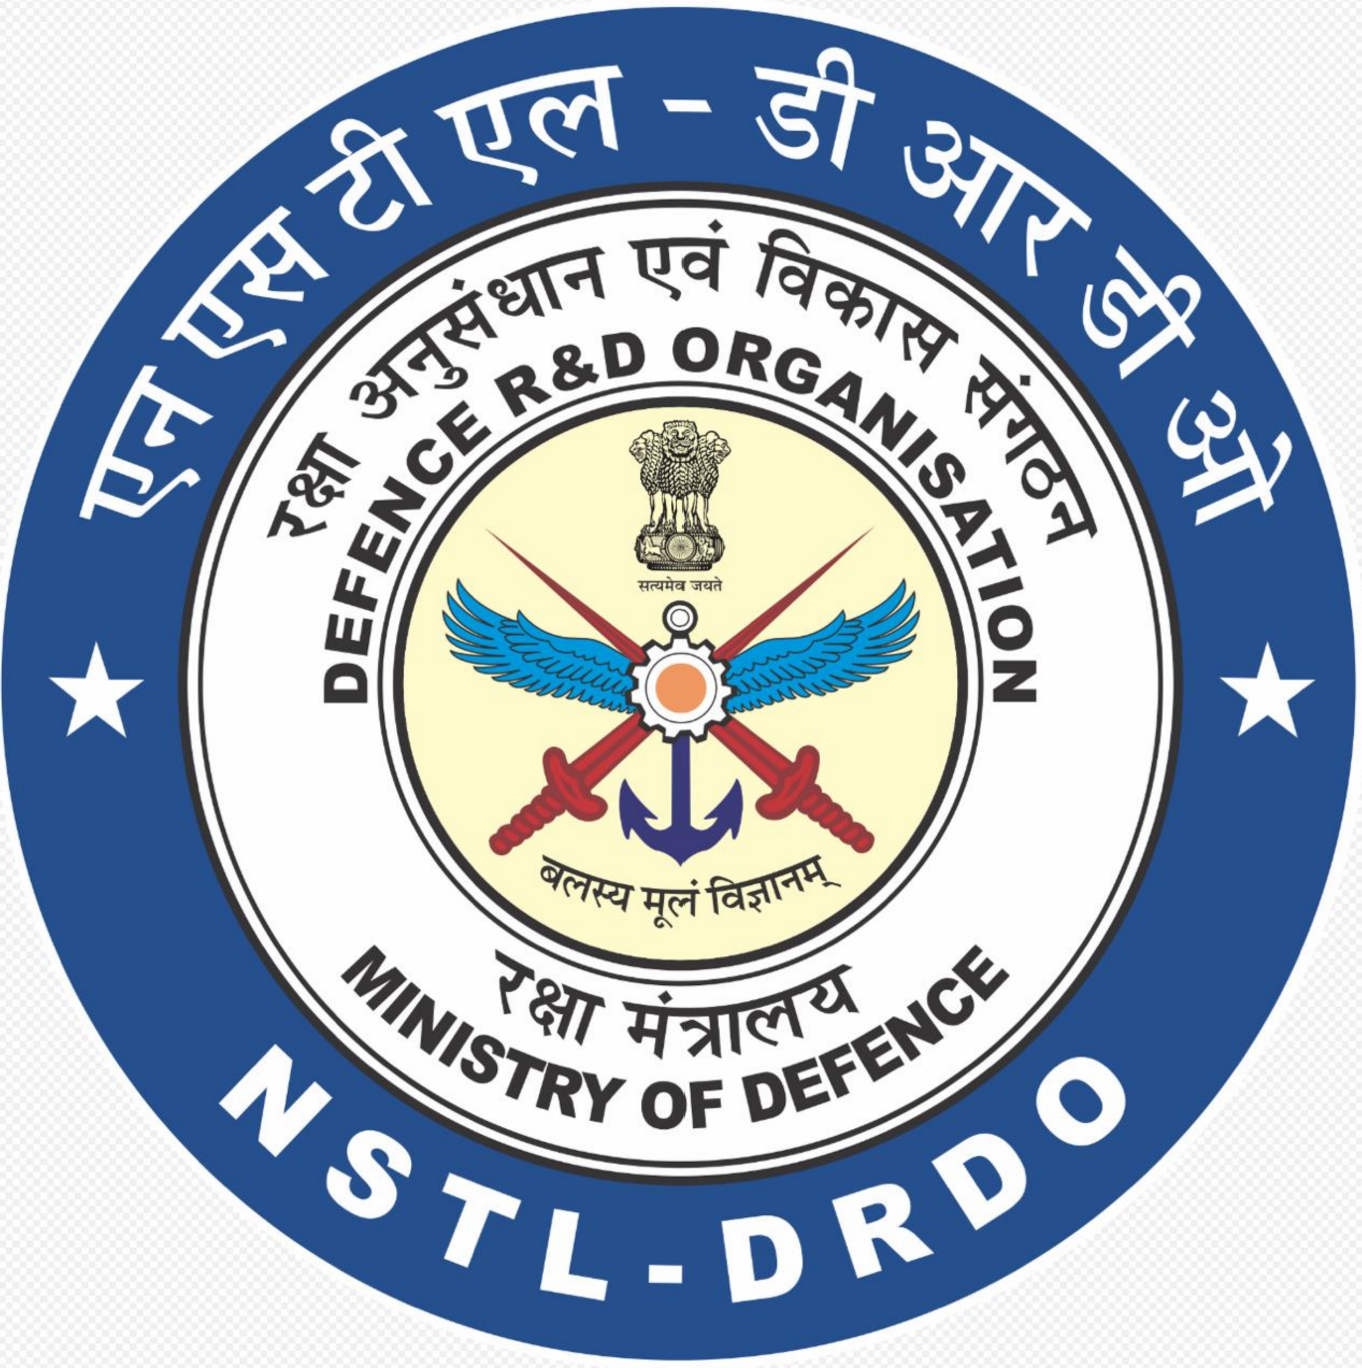 एन एस टी एल - डी आर डी ओ
रक्षा अनुसंधान एवं विकास संगठन
DEFENCE R&D ORGANISATION
सत्यमेव जयते
बलस्य मूलं विज्ञानम्
रक्षा मंत्रालय
MINISTRY OF DEFENCE
NSTL-DRDO